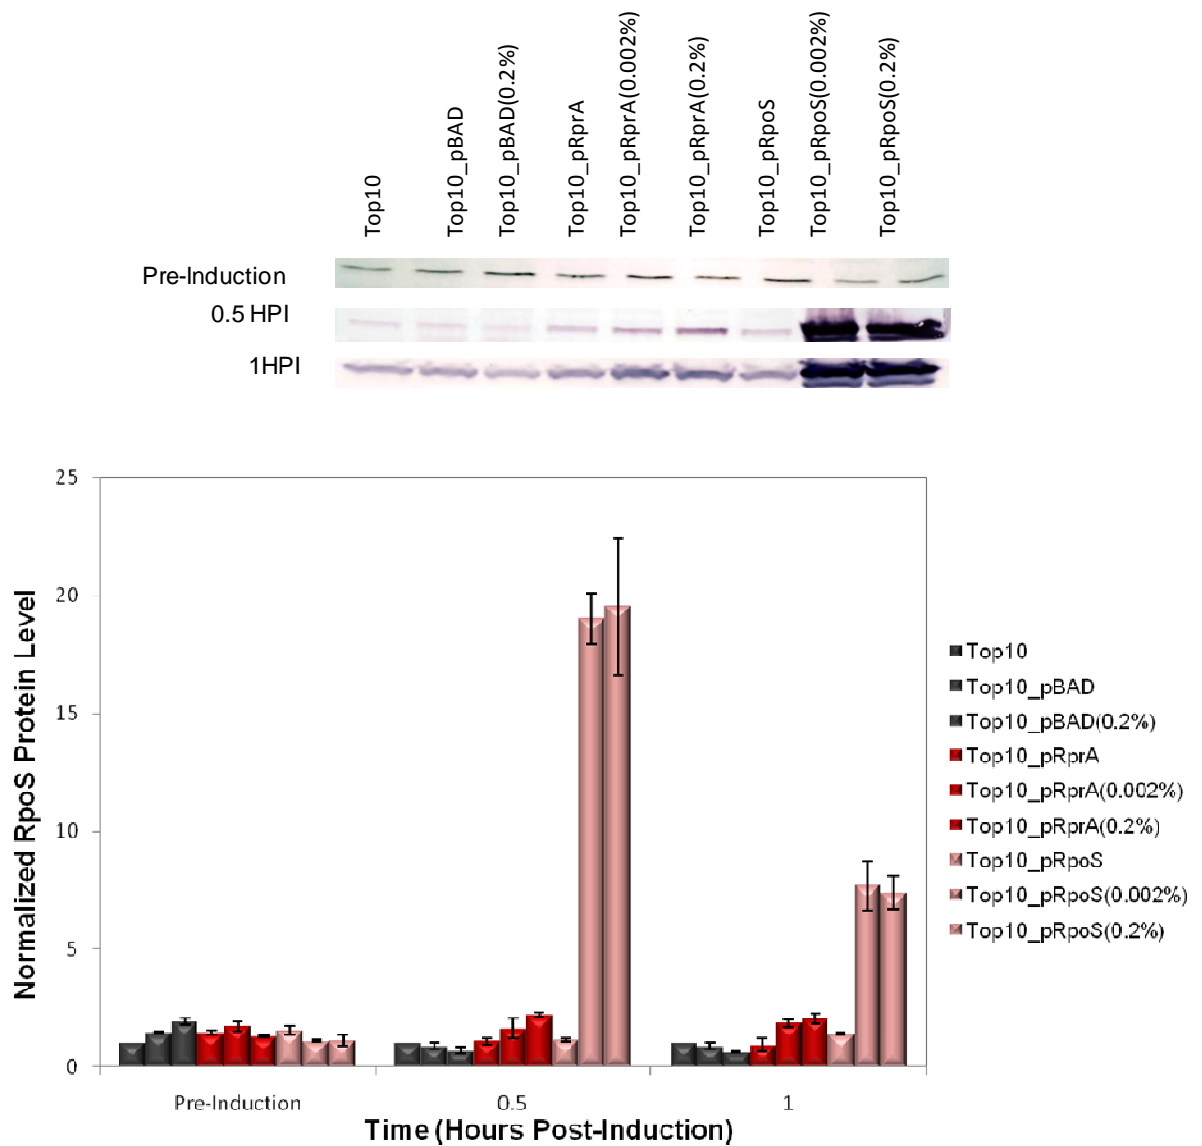 Top10
Top10_pBAD
Top10_pBAD(0.2%)
Top10_pRprA
Top10_pRprA(0.002%)
Top10_pRprA(0.2%)
Top10_pRpoS
Top10_pRpoS(0.002%)
Top10_pRpoS(0.2%)
Pre-Induction
0.5 HPI
1HPI
25
20
15
10
5
0
Normalized RpoS Protein Level
Pre-Induction
0.5
1
Time (Hours Post-Induction)
Top10
Top10_pBAD
Top10_pBAD(0.2%)
Top10_pRprA
Top10_pRprA(0.002%)
Top10_pRprA(0.2%)
Top10_pRpoS
Top10_pRpoS(0.002%)
Top10_pRpoS(0.2%)